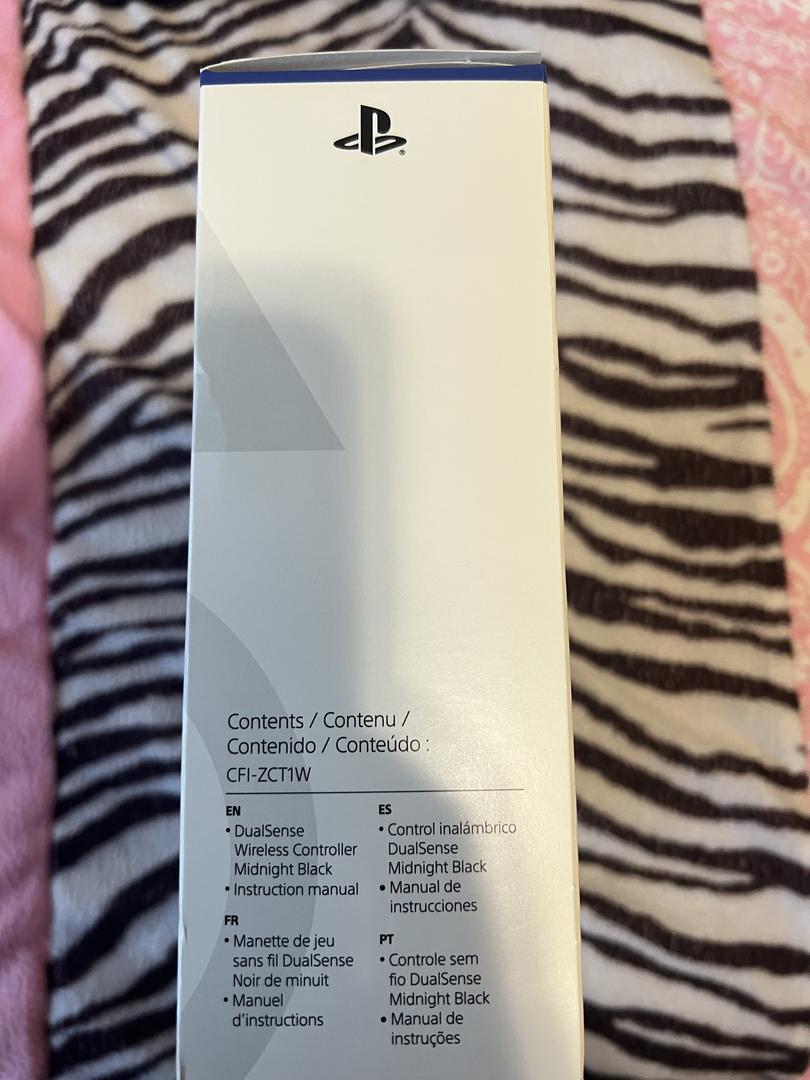 Contents / Contenu /
Contenido / Conteúdo :
CFI-ZCT1W
EN
• DualSense
Wireless Controller
Midnight Black
• Instruction manual
FR
• Manette de jeu
sans fil DualSense
Noir de minuit
• Manuel
d'instructions
ES
• Control inalámbrico
DualSense
Midnight Black
• Manual de
instrucciones
PT
• Controle sem
fio DualSense
Midnight Black
• Manual de
instruções